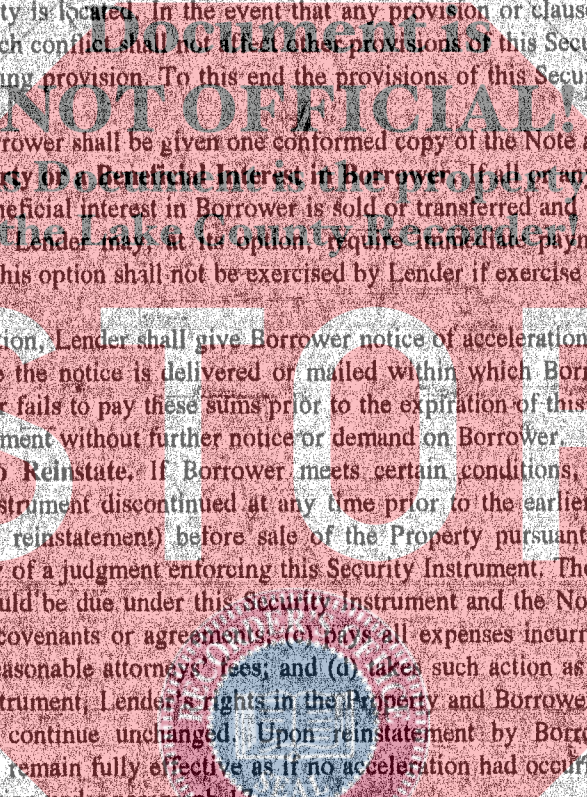 ty is located. In the event that any provision or claus
Document is
ch conflict shall not affect other provisions of this Secu
ing provision. To this end the provisions of this Secu
NOT OFFICIAL!
rrower shall be given one conformed copy of the Note a
rty or a Beneficial Interest in Borrower. If all or any
Document is the property
neficial interest in Borrower is sold or transferred and
the Lake County Recorder!
Lender may, at its option, require immediate paym
his option shall not be exercised by Lender if exercise
STOP
tion, Lender shall give Borrower notice of acceleration
the notice is delivered or mailed within which Borr
r fails to pay these sums prior to the expiration of this
ment without further notice or demand on Borrower.
o Reinstate. If Borrower meets certain conditions,
strument discontinued at any time prior to the earlie
reinstatement) before sale of the Property pursuant
of a judgment enforcing this Security Instrument. Tho
uld be due under this Security Instrument and the No
covenants or agreements; (c) pays all expenses incurr
easonable attorneys' fees; and (d) takes such action as
RECORDER'S OFFICE
trument, Lender's rights in the Property and Borrowe
continue unchanged. Upon reinstatement by Borro
remain fully effective as if no acceleration had occurr